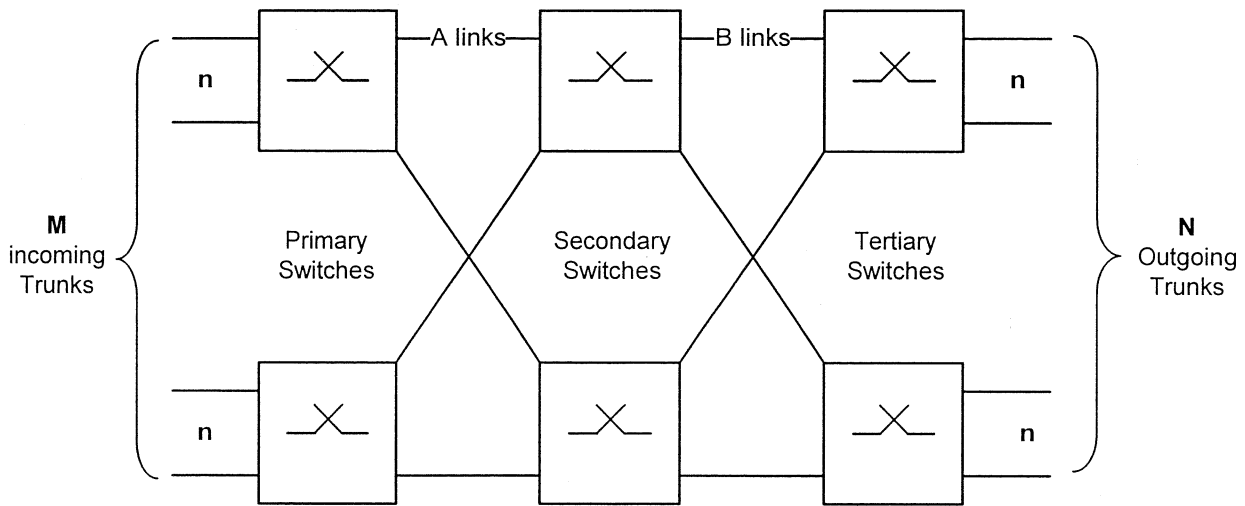 A links
B links
n
n
M
incoming
Trunks
Primary
Switches
Secondary
Switches
Tertiary
Switches
N
Outgoing
Trunks
n
n